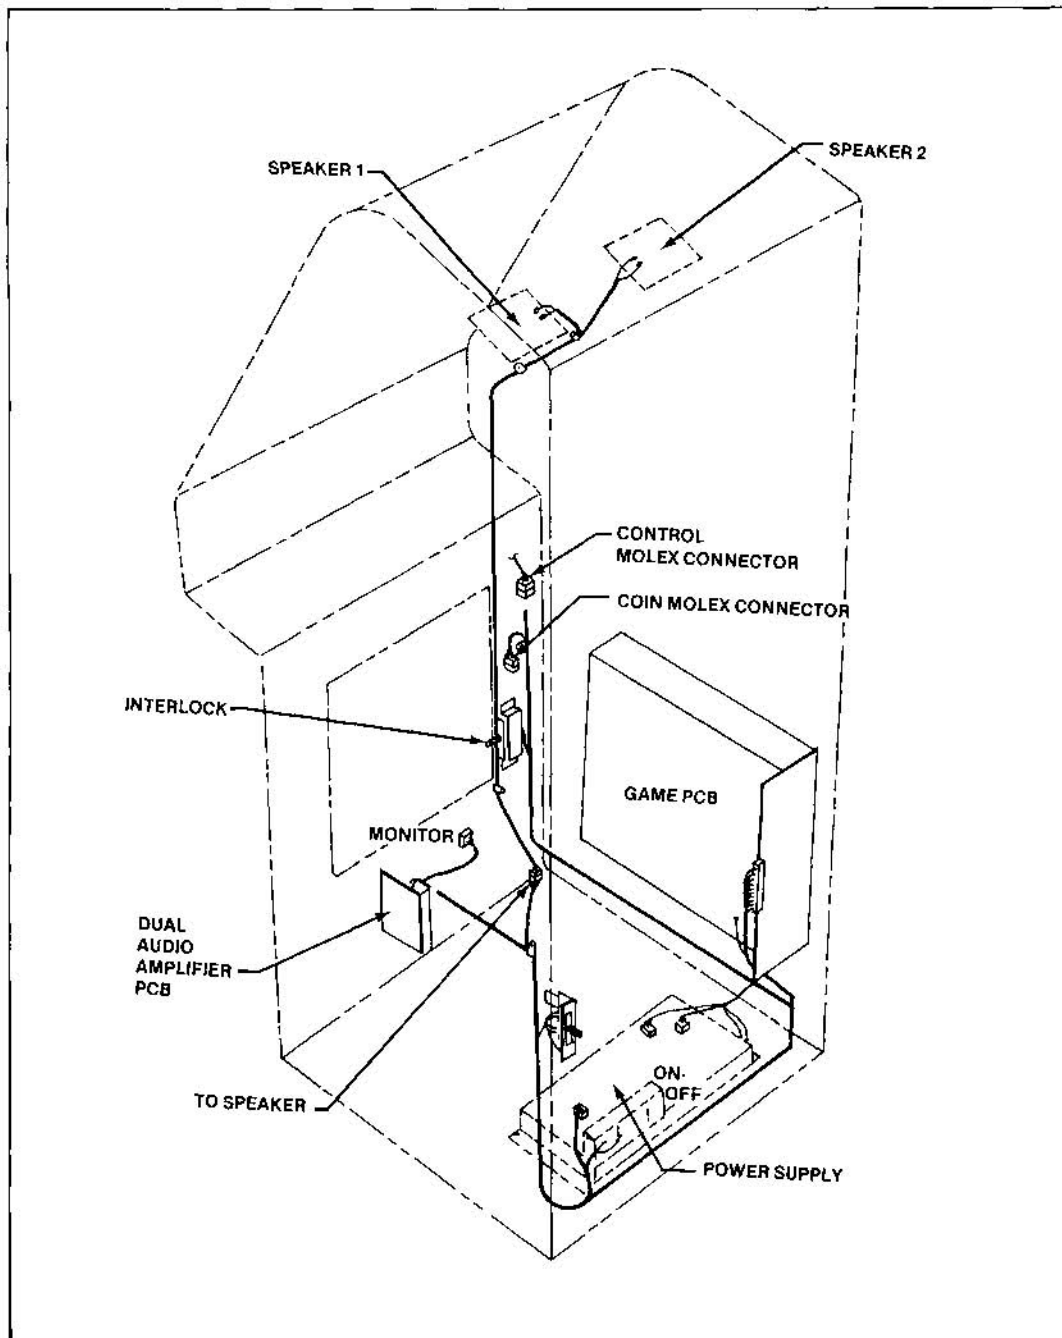 SPEAKER 1
SPEAKER 2
CONTROL
MOLEX CONNECTOR
COIN MOLEX CONNECTOR
INTERLOCK
GAME PCB
MONITOR
DUAL
AUDIO
AMPLIFIER
PCB
ON-
OFF
TO SPEAKER
POWER SUPPLY